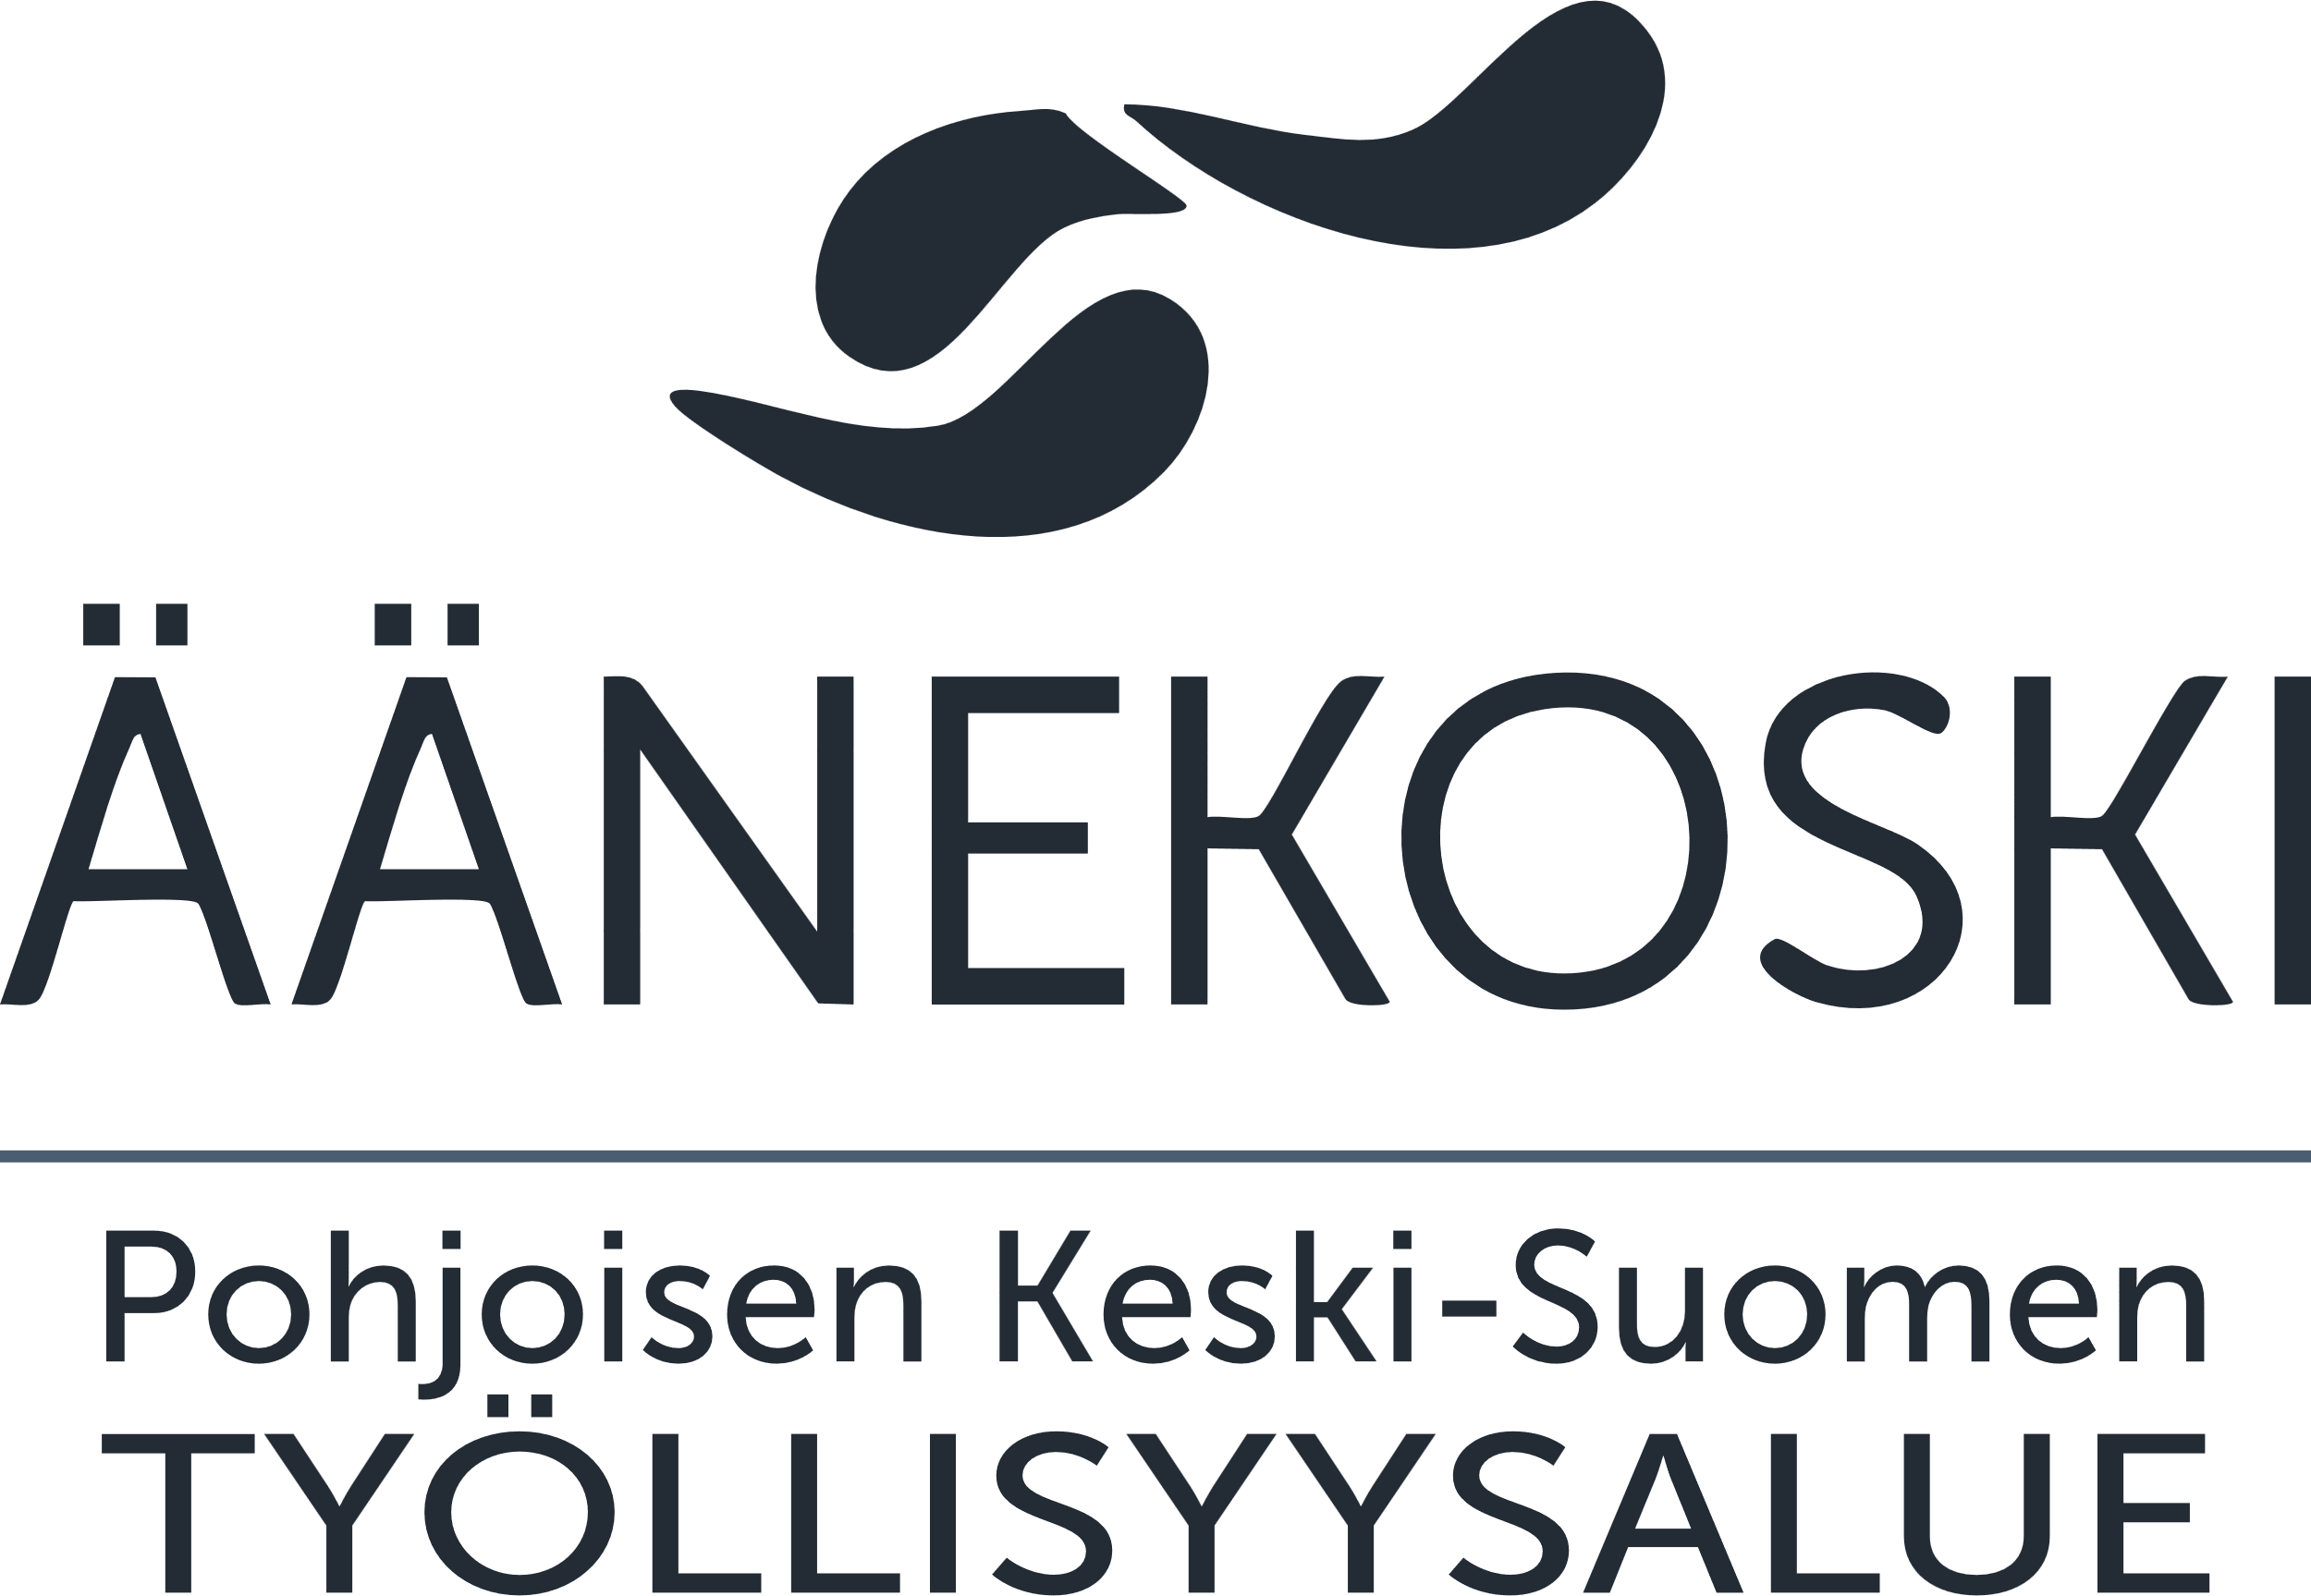 ÄÄNEKOSKI
Pohjoisen Keski-Suomen
TYÖLLISYYSALUE